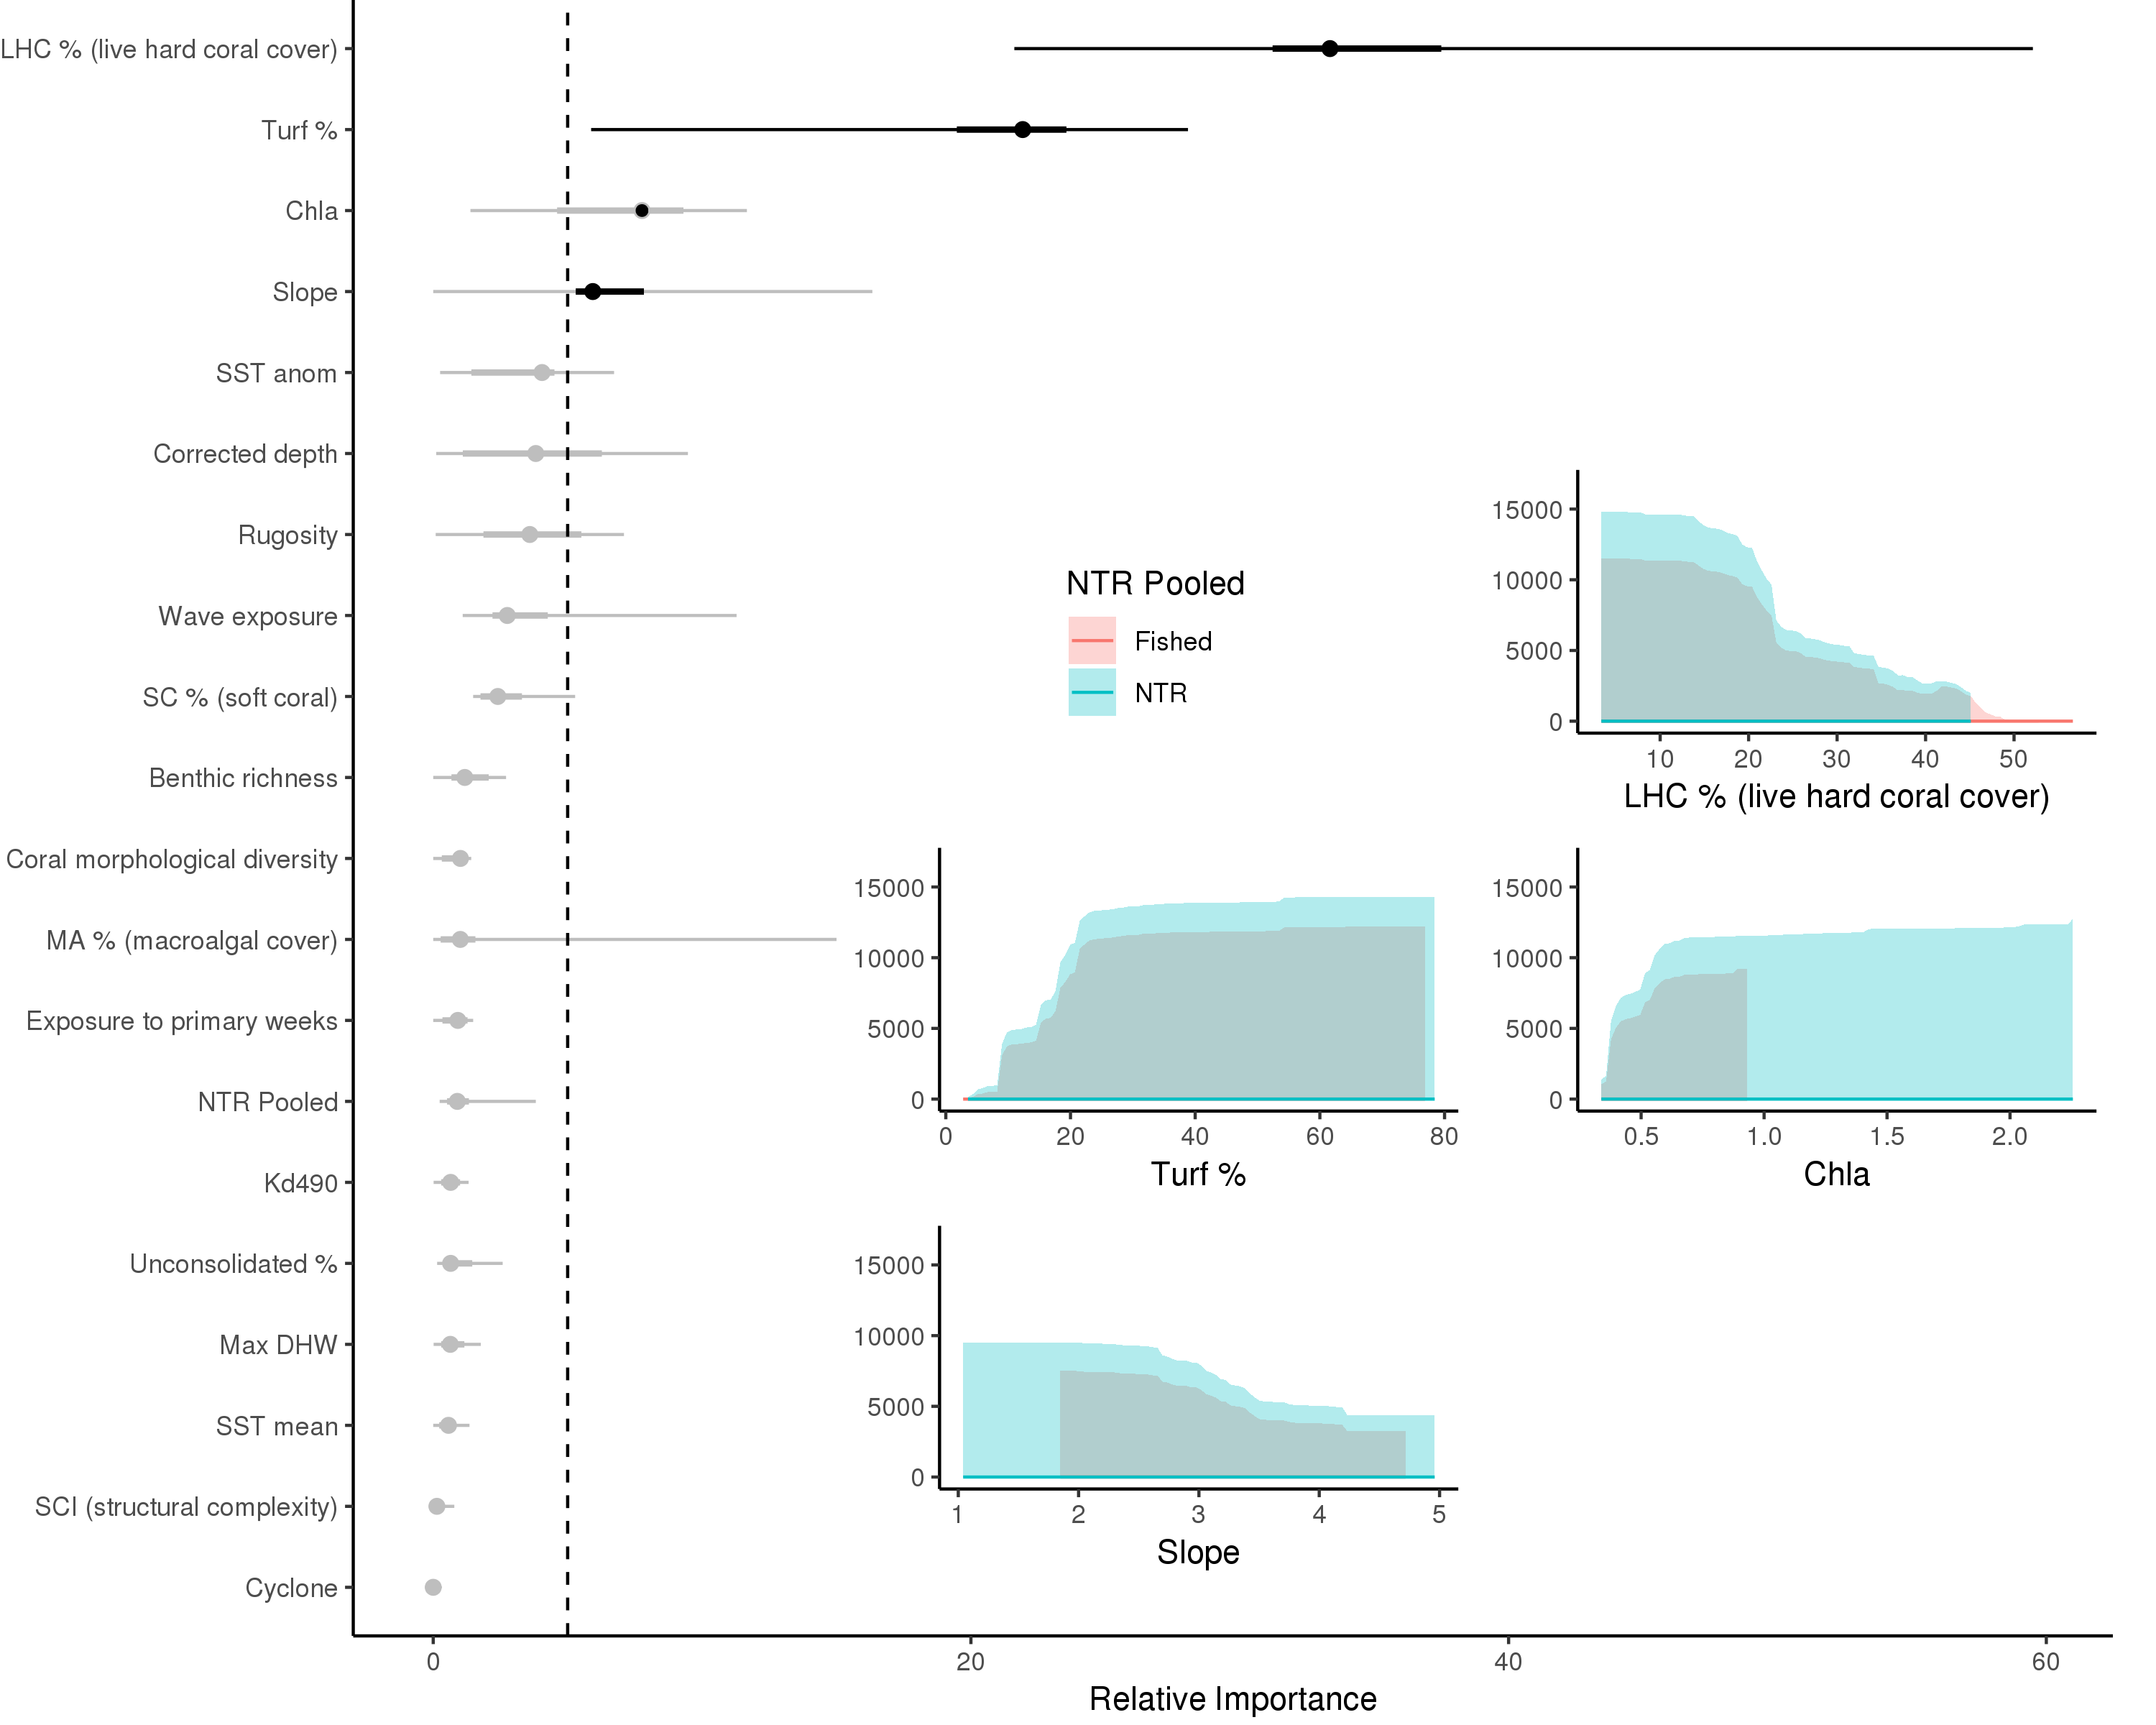 LHC % (live hard coral cover)
Turf %
Chla
Slope
SST anom
Corrected depth
Rugosity
Wave exposure
SC % (soft coral)
Benthic richness
Coral morphological diversity
MA % (macroalgal cover)
Exposure to primary weeks
NTR Pooled
Kd490
Unconsolidated %
Max DHW
SST mean
SCI (structural complexity)
Cyclone
0 20 40 60
Relative Importance
NTR Pooled
Fished
NTR
15000
10000
5000
0
10 20 30 40 50
LHC % (live hard coral cover)
15000
10000
5000
0
0 20 40 60 80
Turf %
15000
10000
5000
0
0.5 1.0 1.5 2.0
Chla
15000
10000
5000
0
1 2 3 4 5
Slope